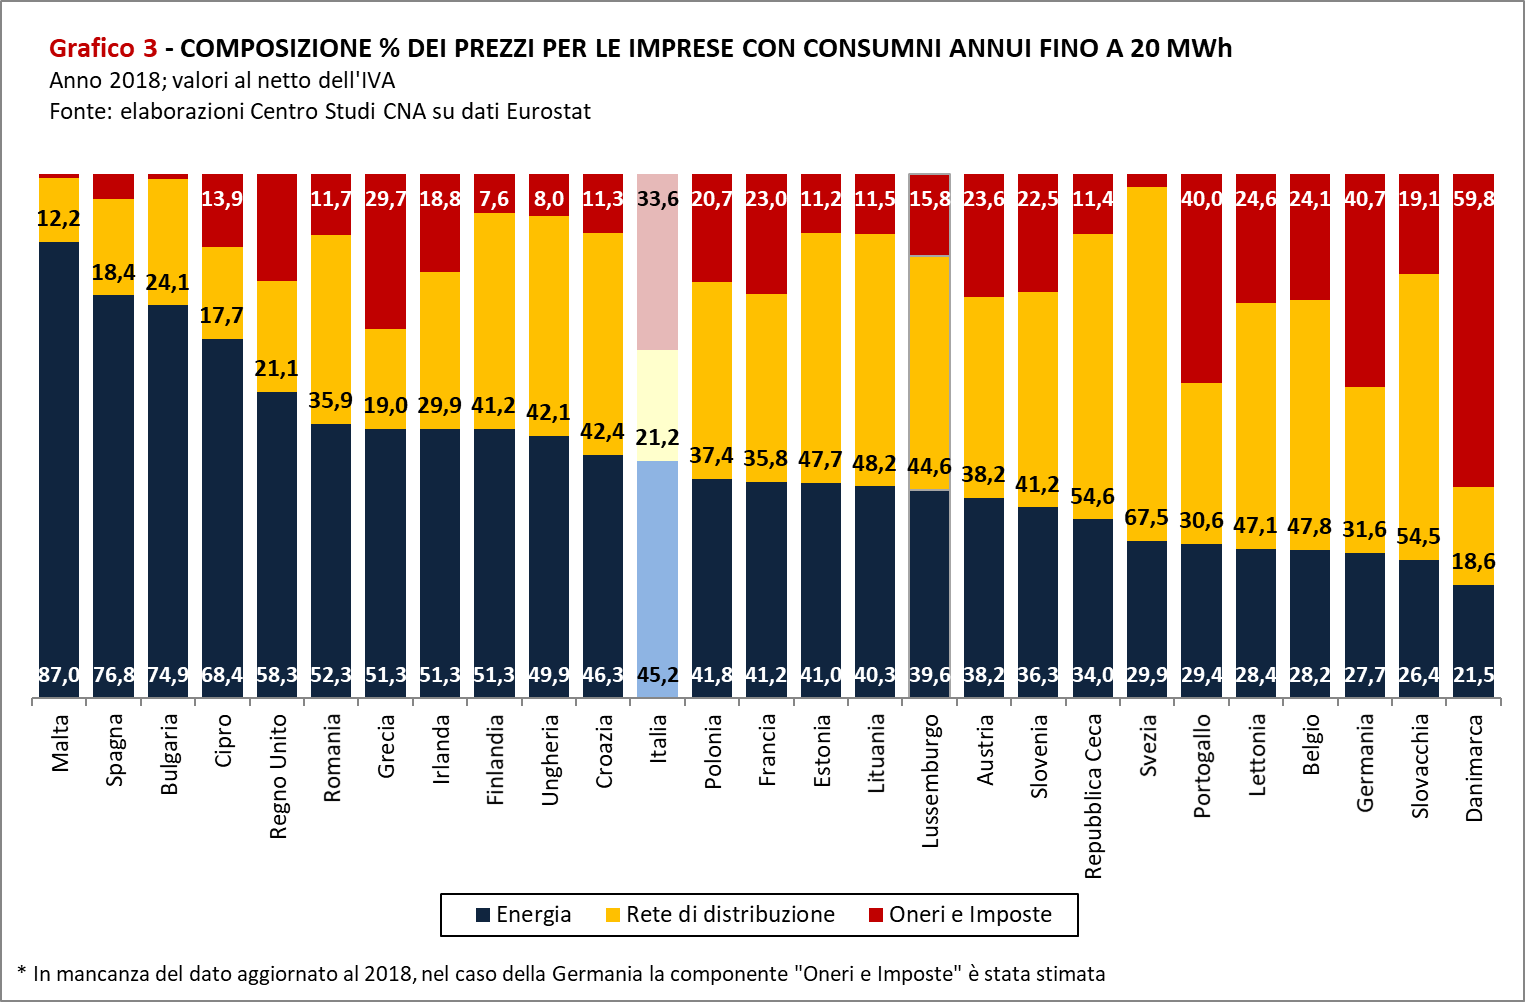 Grafico 3 - COMPOSIZIONE % DEI PREZZI PER LE IMPRESE CON CONSUMNI ANNUI FINO A 20 MWh
Anno 2018; valori al netto dell'IVA
Fonte: elaborazioni Centro Studi CNA su dati Eurostat
13,9 11,7 29,7 18,8 7,6 8,0 11,3 33,6 20,7 23,0 11,2 11,5 15,8 23,6 22,5 11,4 40,0 24,6 24,1 40,7 19,1 59,8
12,2 18,4 24,1 17,7 21,1 35,9 19,0 29,9 41,2 42,1 42,4 21,2 37,4 35,8 47,7 48,2 44,6 38,2 41,2 54,6 67,5 30,6 47,1 47,8 31,6 54,5 18,6
87,0 76,8 74,9 68,4 58,3 52,3 51,3 51,3 51,3 49,9 46,3 45,2 41,8 41,2 41,0 40,3 39,6 38,2 36,3 34,0 29,9 29,4 28,4 28,2 27,7 26,4 21,5
Malta Spagna Bulgaria Cipro Regno Unito Romania Grecia Irlanda Finlandia Ungheria Croazia Italia Polonia Francia Estonia Lituania Lussemburgo Austria Slovenia Repubblica Ceca Svezia Portogallo Lettonia Belgio Germania Slovacchia Danimarca
Energia Rete di distribuzione Oneri e Imposte
* In mancanza del dato aggiornato al 2018, nel caso della Germania la componente "Oneri e Imposte" è stata stimata